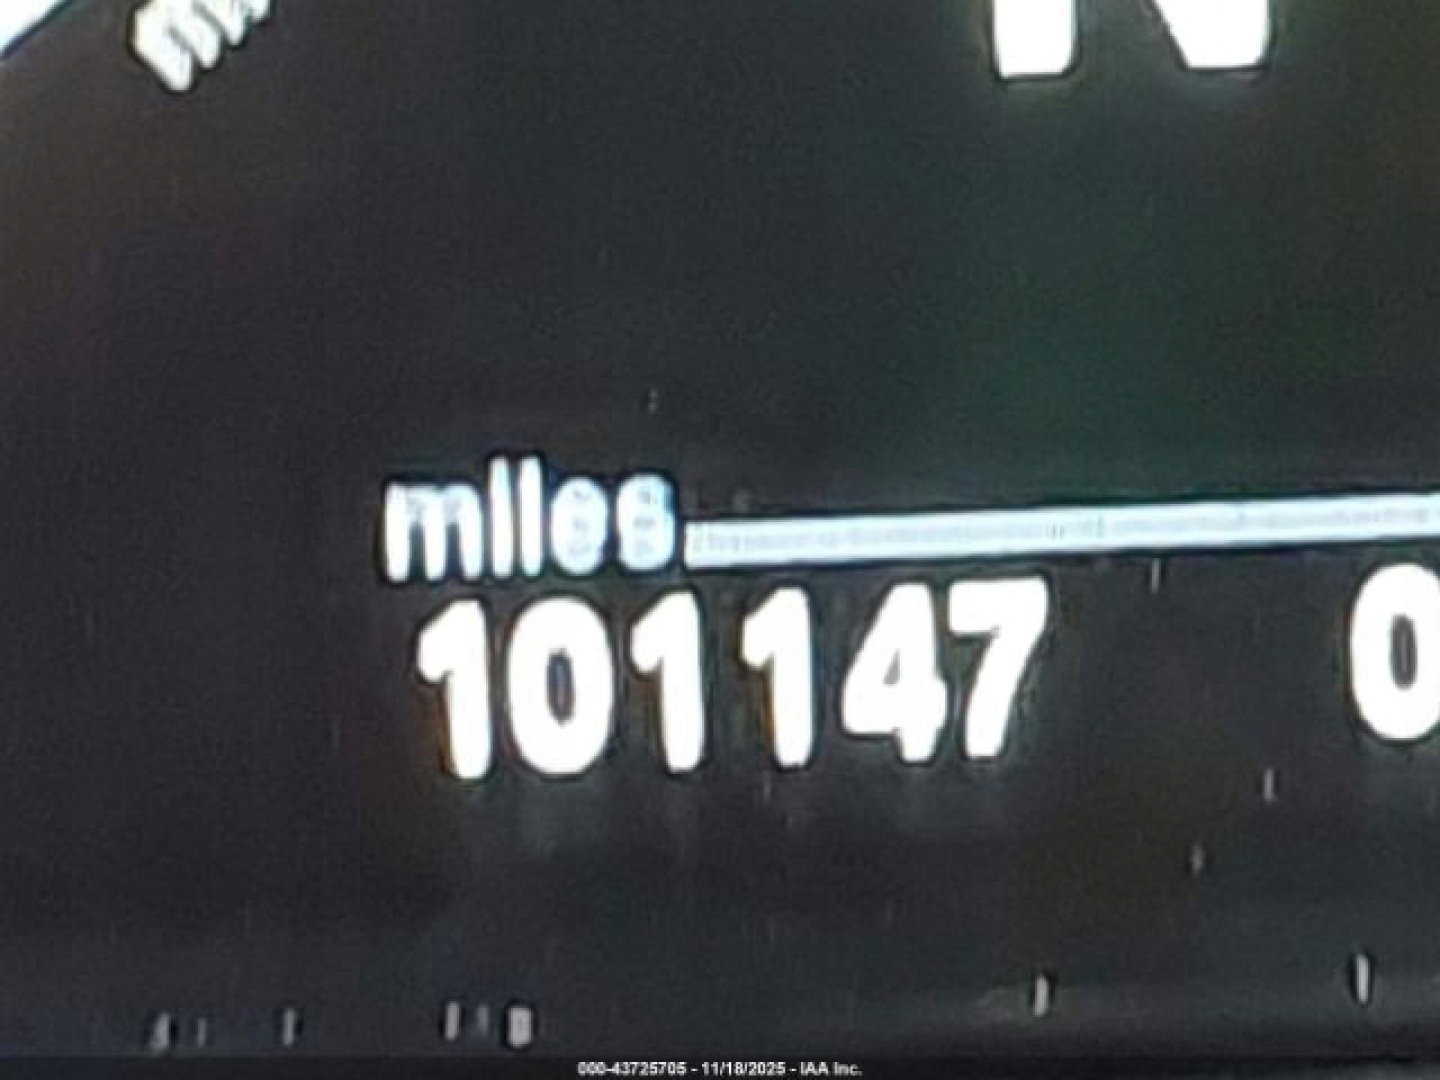 N
miles
101147 0
000-43725705 - 11/18/2025 - IAA Inc.